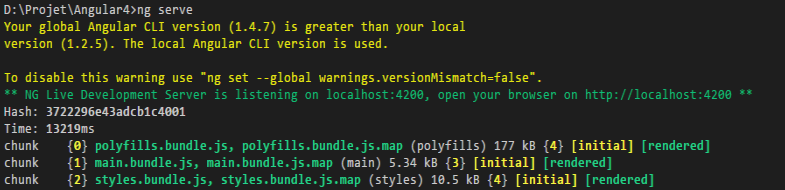 D:\Projet\Angular4>ng serve
Your global Angular CLI version (1.4.7) is greater than your local
version (1.2.5). The local Angular CLI version is used.
To disable this warning use "ng set --global warnings.versionMismatch=false".
** NG Live Development Server is listening on localhost:4200, open your browser on http://localhost:4200 **
Hash: 3722296e43adcb1c4001
Time: 13219ms
chunk    {0} polyfills.bundle.js, polyfills.bundle.js.map (polyfills) 177 kB {4} [initial] [rendered]
chunk    {1} main.bundle.js, main.bundle.js.map (main) 5.34 kB {3} [initial] [rendered]
chunk    {2} styles.bundle.js, styles.bundle.js.map (styles) 10.5 kB {4} [initial] [rendered]